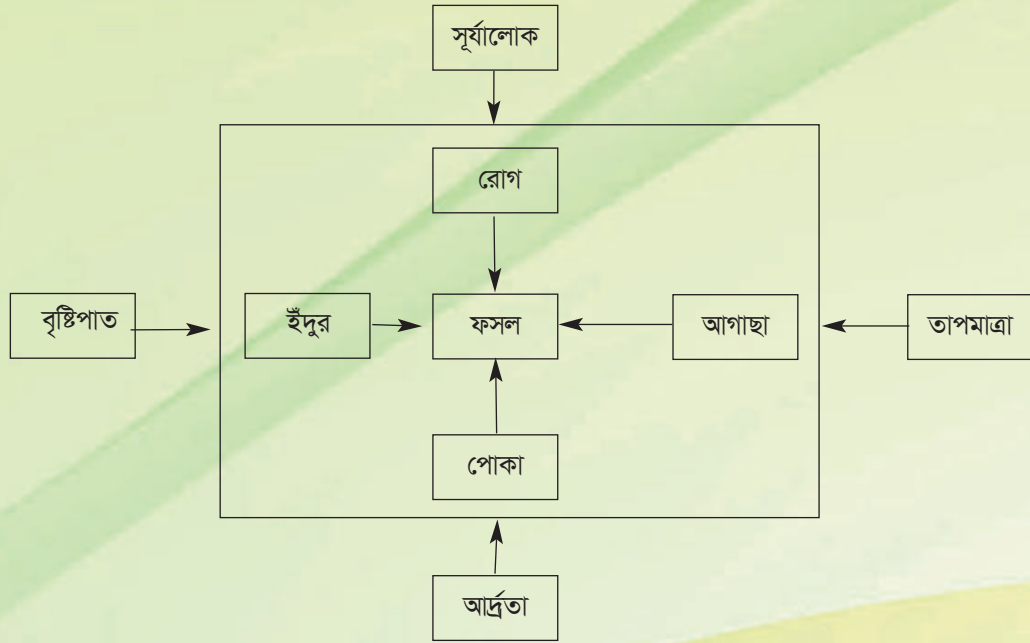 সূর্যালোক
রোগ
বৃষ্টিপাত
ইঁদুর
ফসল
আগাছা
তাপমাত্রা
পোকা
আর্দ্রতা